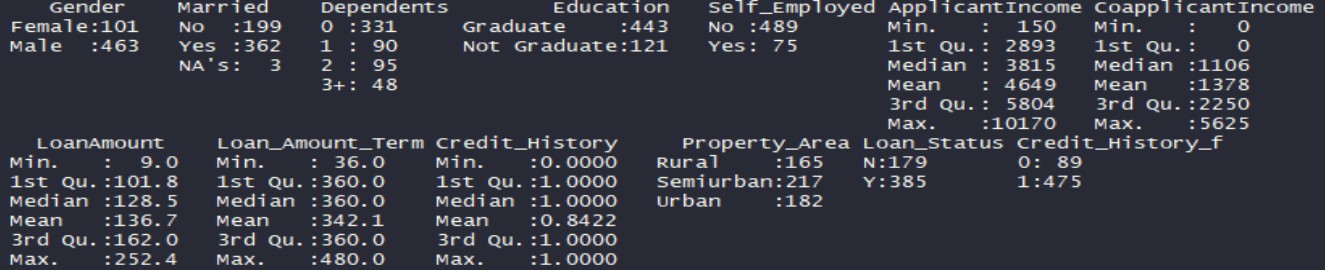 Gender      Married      Dependents        Education     Self_Employed ApplicantIncome CoapplicantIncome
Female:101   No  :199   0 :331     Graduate    :443   No :489       Min.   :  150   Min.   :   0
Male  :463   Yes :362   1 : 90     Not Graduate:121   Yes: 75       1st Qu.: 2893   1st Qu.:   0
             NA's:  3   2 : 95                                      Median : 3815   Median :1106
                        3+: 48                                      Mean   : 4649   Mean   :1378
                                                                    3rd Qu.: 5804   3rd Qu.:2250
                                                                    Max.   :10170   Max.   :5625
  LoanAmount    Loan_Amount_Term Credit_History     Property_Area Loan_Status Credit_History_f
Min.   :  9.0   Min.   : 36.0   Min.   :0.0000   Rural    :165   N:179       0: 89
1st Qu.:101.8   1st Qu.:360.0   1st Qu.:1.0000   Semiurban:217   Y:385       1:475
Median :128.5   Median :360.0   Median :1.0000   Urban    :182
Mean   :136.7   Mean   :342.1   Mean   :0.8422
3rd Qu.:162.0   3rd Qu.:360.0   3rd Qu.:1.0000
Max.   :252.4   Max.   :480.0   Max.   :1.0000